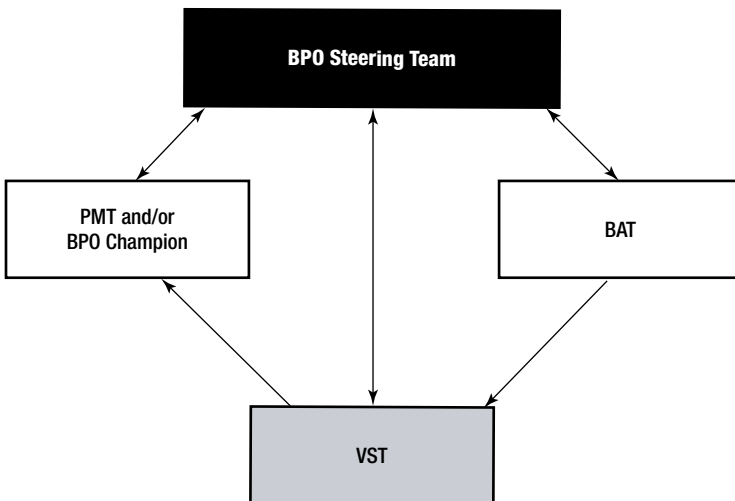 BPO Steering Team
PMT and/or
BPO Champion
BAT
VST